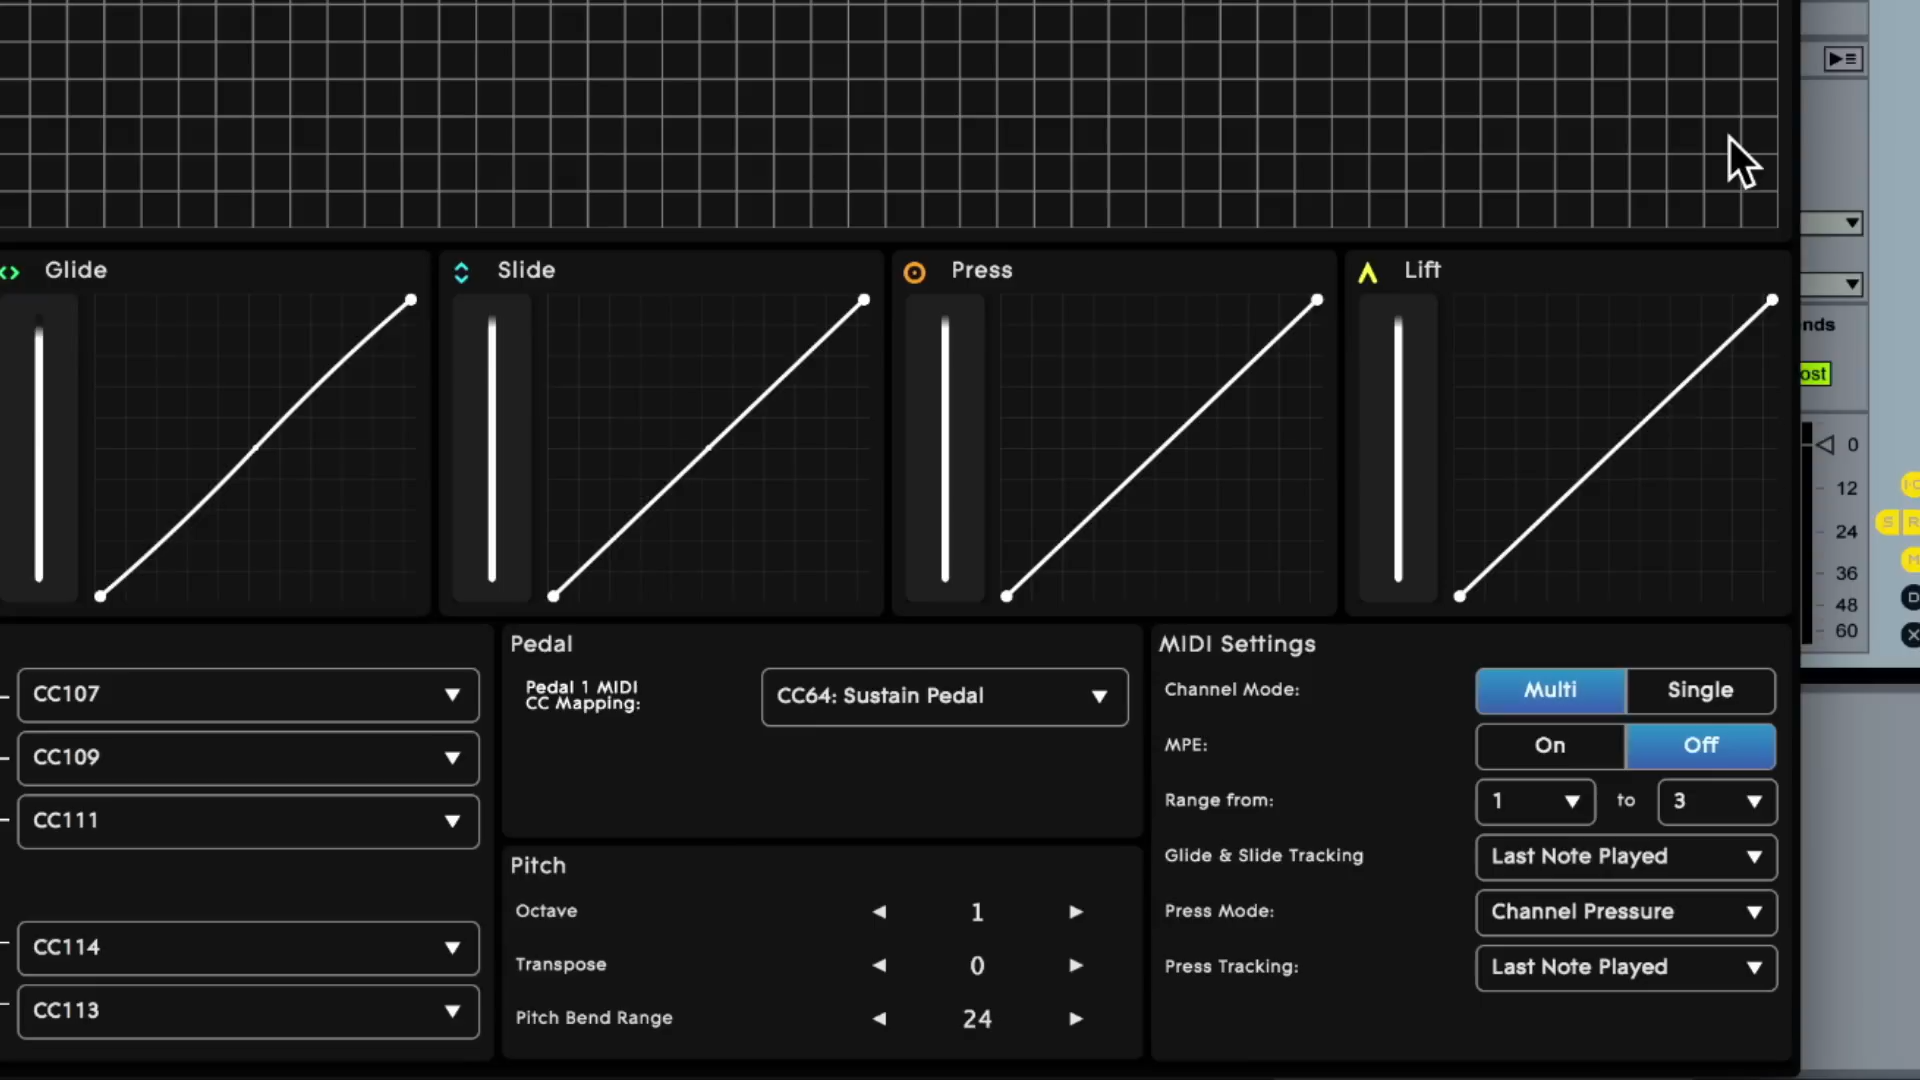 Glide
Slide
Press
Lift
nds
ost
0
12
24
36
48
60
S
D
X
CC107
CC109
CC111
CC114
CC113
Pedal
Pedal 1 MIDI
CC Mapping:
CC64: Sustain Pedal
Pitch
Octave 1
Transpose 0
Pitch Bend Range 24
MIDI Settings
Channel Mode: Multi Single
MPE: On Off
Range from: 1 to 3
Glide & Slide Tracking Last Note Played
Press Mode: Channel Pressure
Press Tracking: Last Note Played